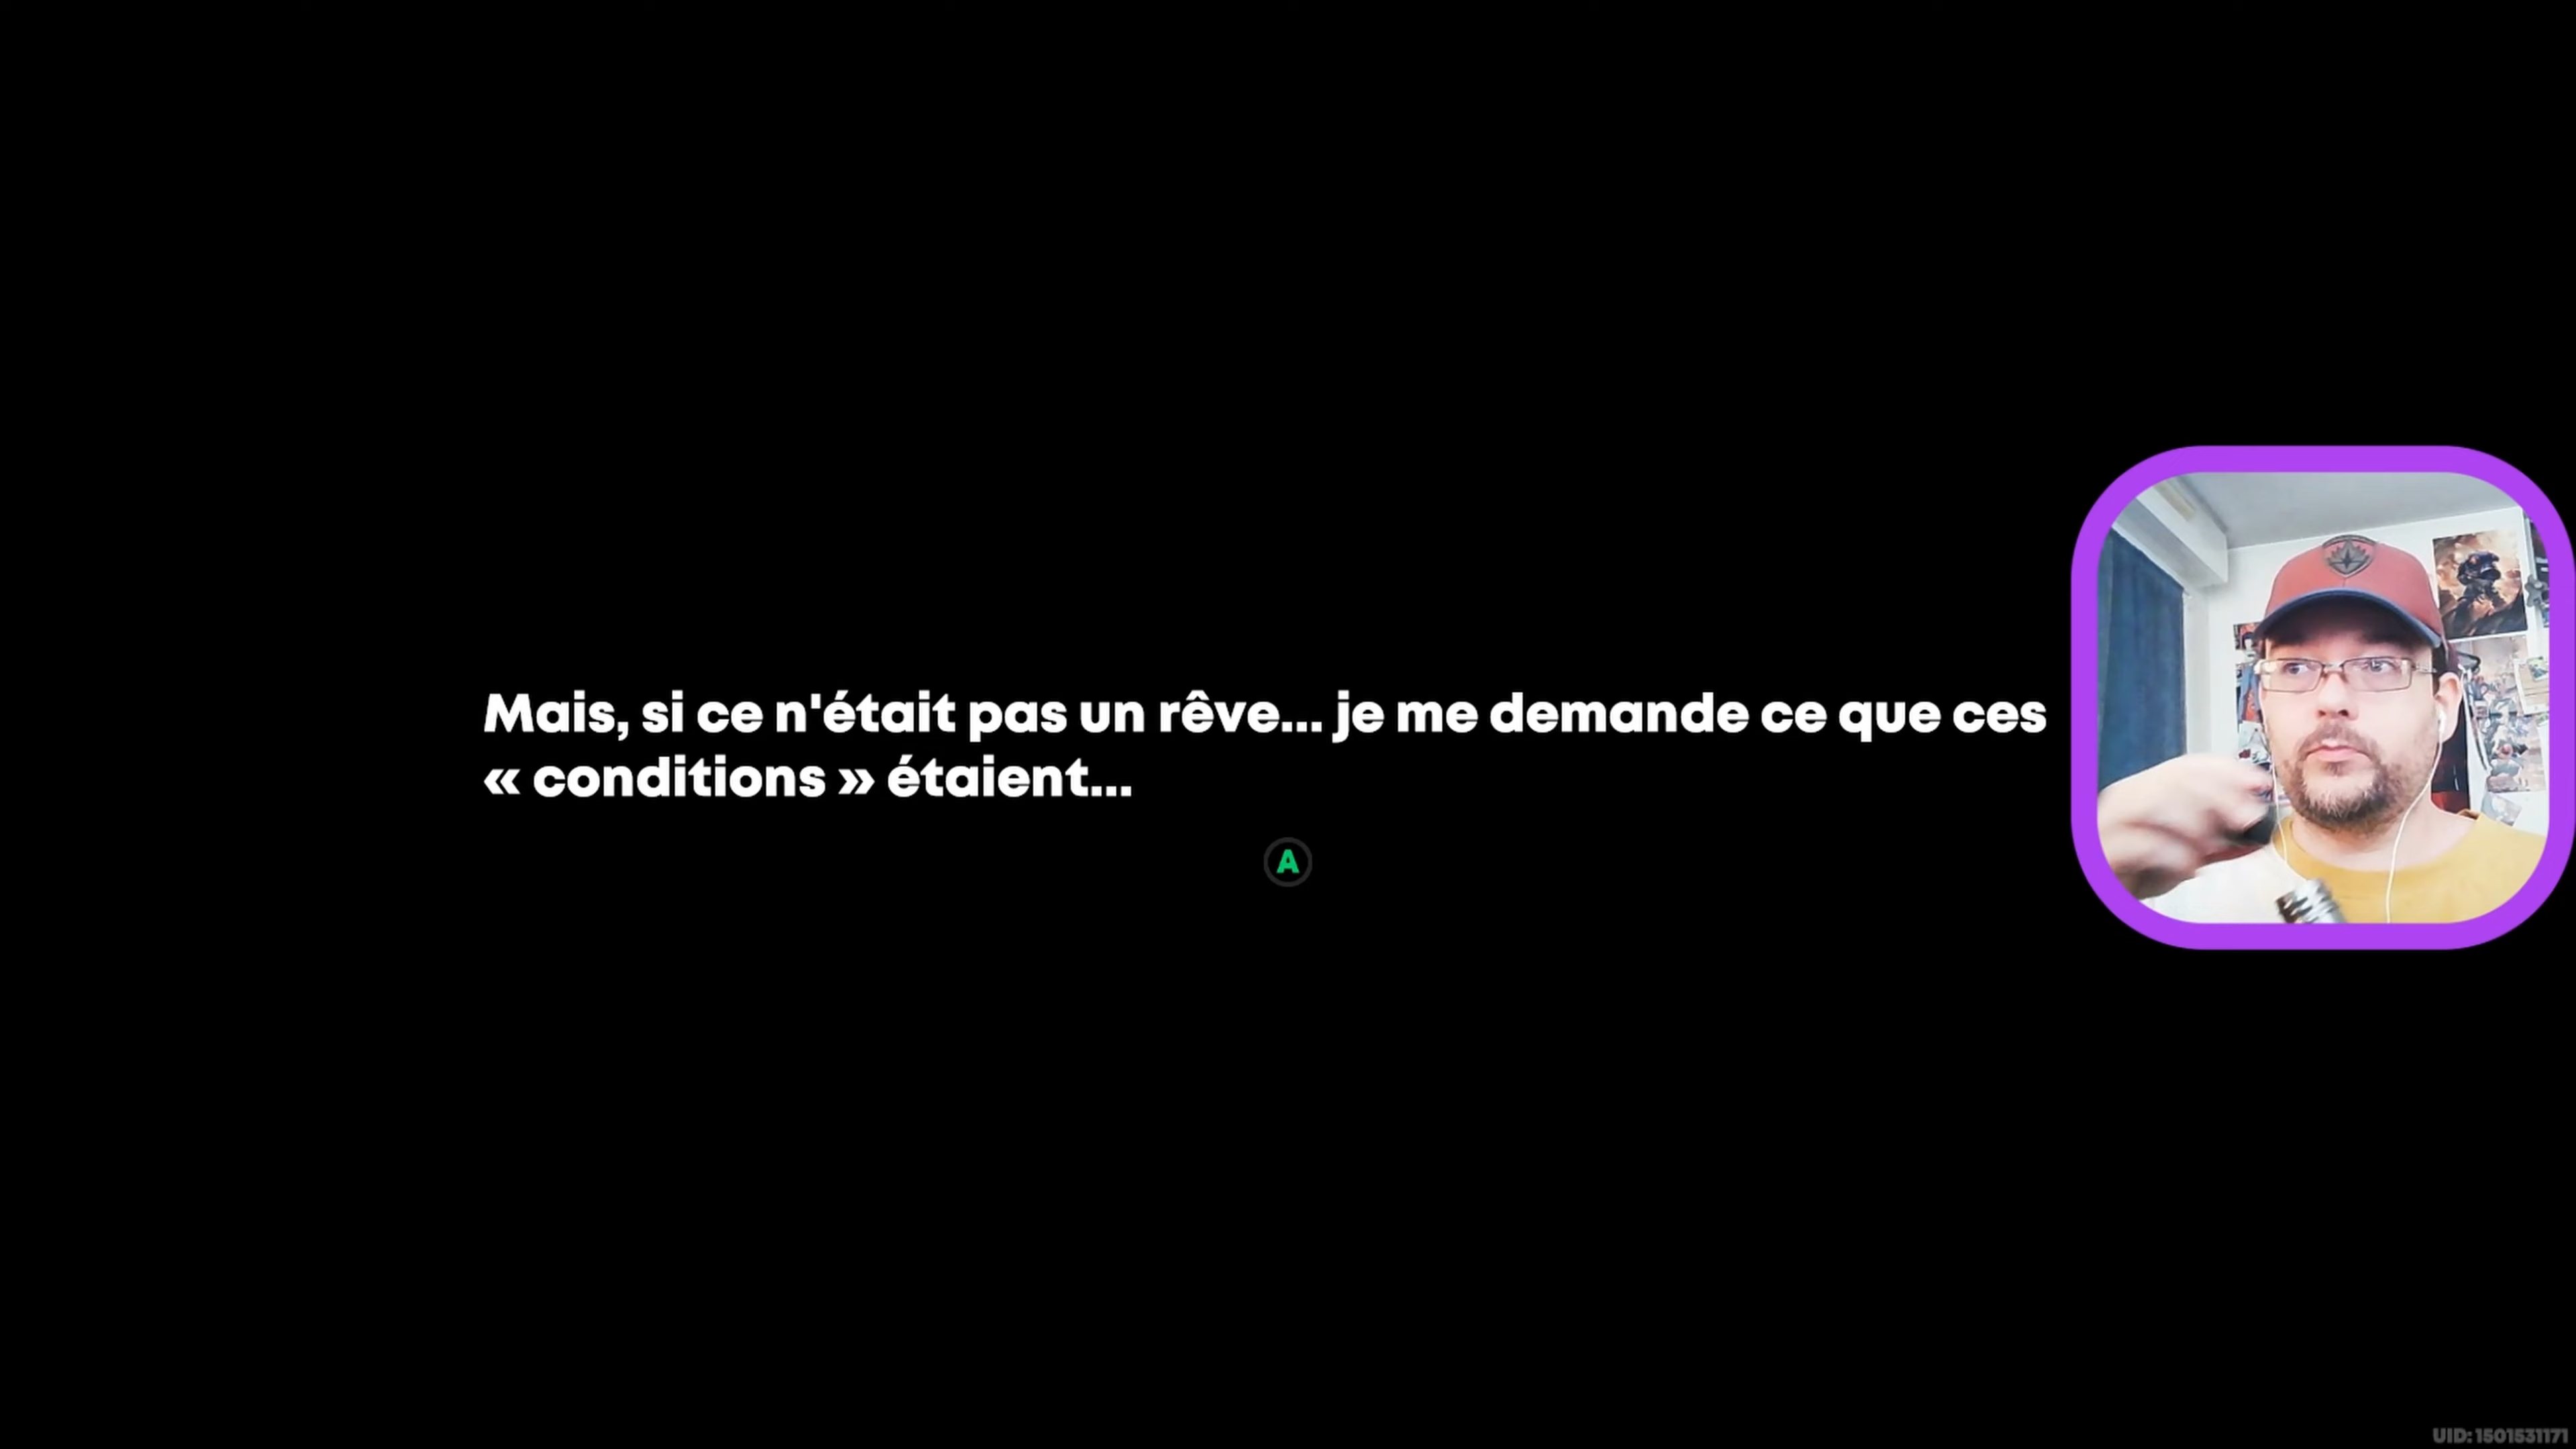 Mais, si ce n'était pas un rêve... je me demande ce que ces
« conditions » étaient...
A
UID: 1501531171